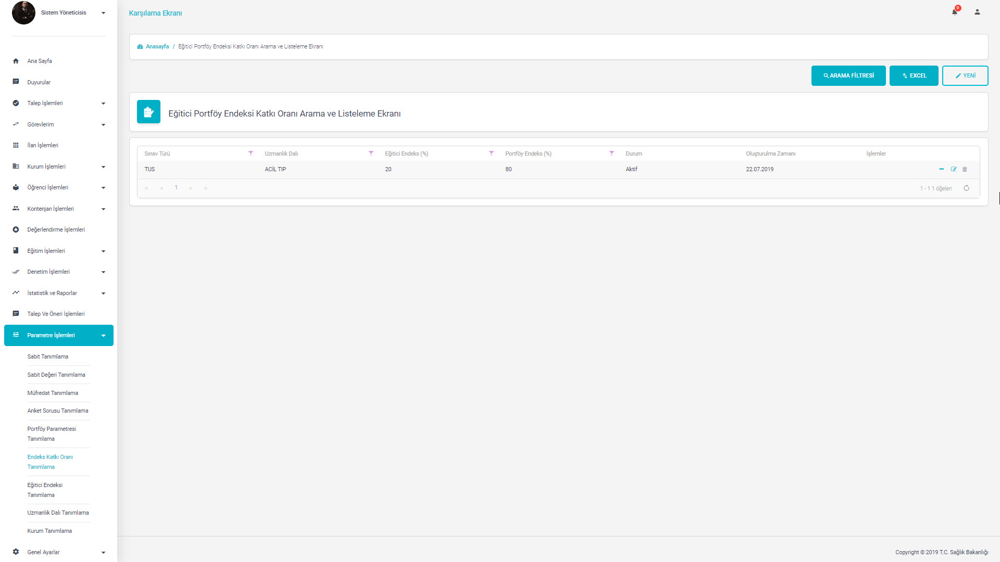 Sistem Yöneticisis
Ana Sayfa
Duyurular
Talep İşlemleri
Görevlerim
İlan İşlemleri
Kurum İşlemleri
Öğrenci İşlemleri
Kontenjan İşlemleri
Değerlendirme İşlemleri
Eğitim İşlemleri
Denetim İşlemleri
İstatistik ve Raporlar
Talep Ve Öneri İşlemleri
Parametre İşlemleri
Sabit Tanımlama
Sabit Değeri Tanımlama
Müfredat Tanımlama
Anket Sorusu Tanımlama
Portföy Parametresi
Tanımlama
Endeks Katkı Oranı
Tanımlama
Eğitici Endeksi
Tanımlama
Uzmanlık Dalı Tanımlama
Kurum Tanımlama
Genel Ayarlar
Karşılama Ekranı
0
Anasayfa / Eğitici Portföy Endeksi Katkı Oranı Arama ve Listeleme Ekranı
ARAMA FİLTRESİ EXCEL YENİ
Eğitici Portföy Endeksi Katkı Oranı Arama ve Listeleme Ekranı
Sınav Türü Uzmanlık Dalı Eğitici Endeks (%) Portföy Endeks (%) Durum Oluşturulma Zamanı İşlemler
TUS ACİL TIP 20 80 Aktif 22.07.2019
1 1 - 1 1 öğeleri
Copyright © 2019 T.C. Sağlık Bakanlığı